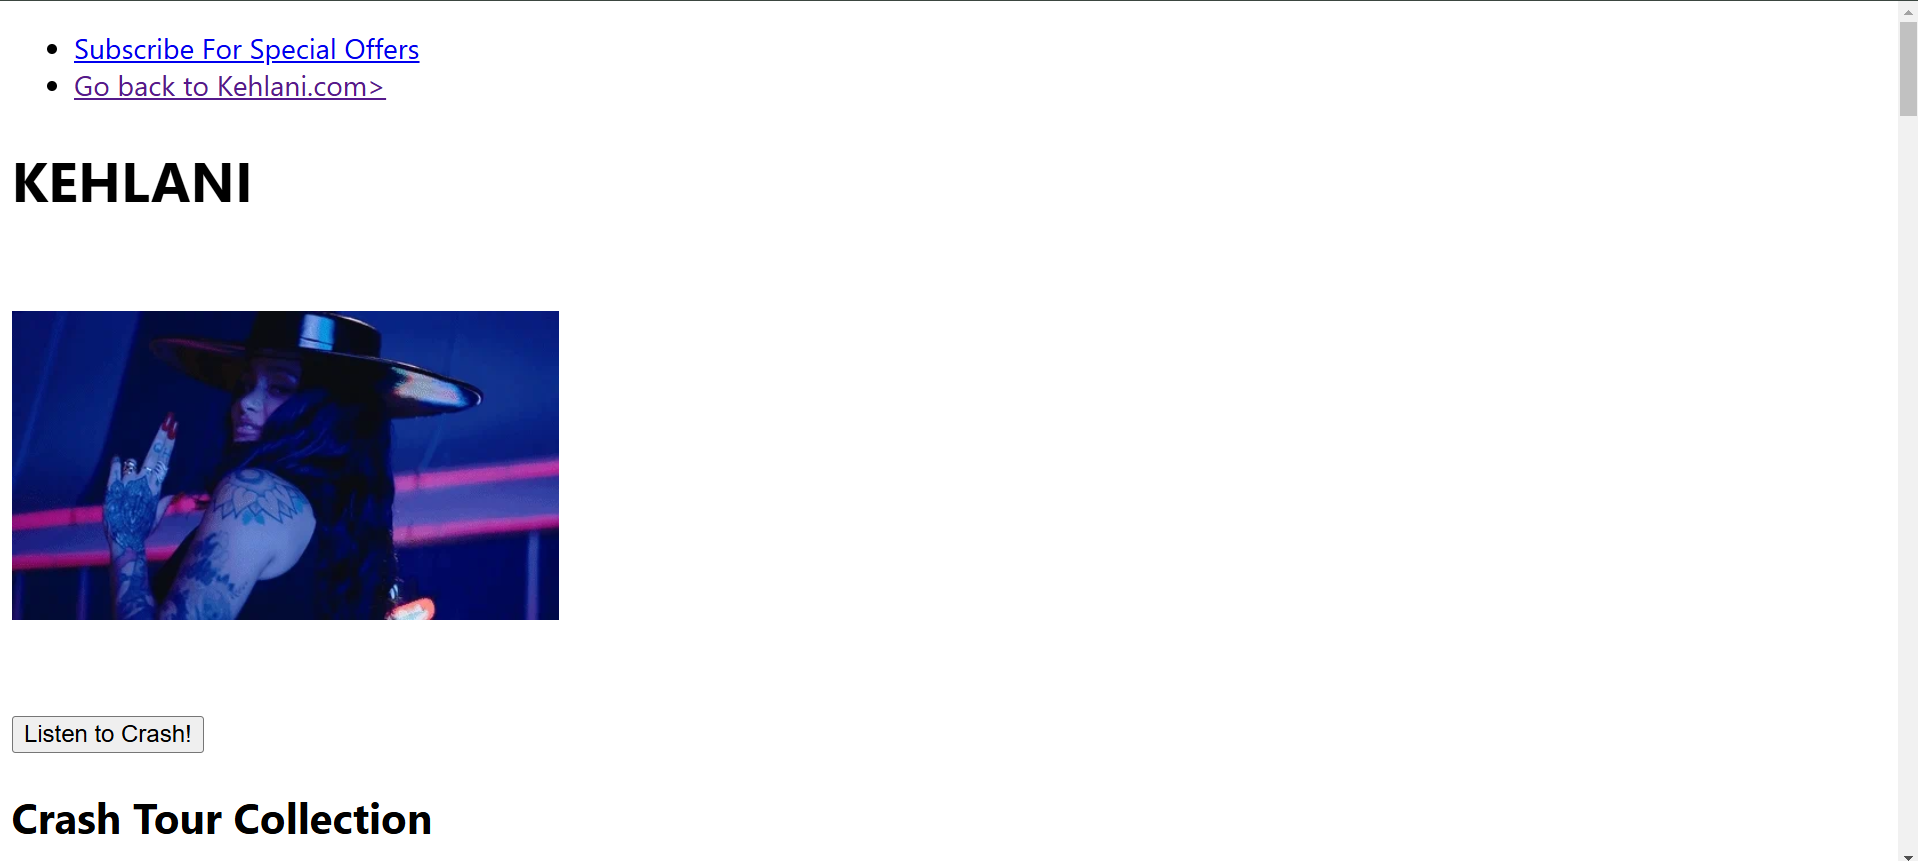 Subscribe For Special Offers
Go back to Kehlani.com>
KEHLANI
Listen to Crash!
Crash Tour Collection